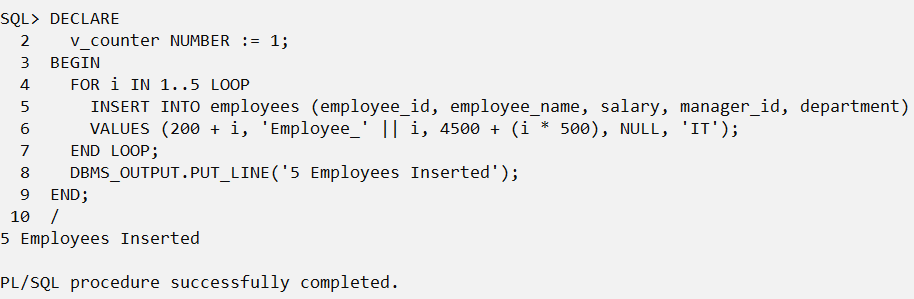 SQL> DECLARE
  2    v_counter NUMBER := 1;
  3  BEGIN
  4    FOR i IN 1..5 LOOP
  5      INSERT INTO employees (employee_id, employee_name, salary, manager_id, department)
  6      VALUES (200 + i, 'Employee_' || i, 4500 + (i * 500), NULL, 'IT');
  7    END LOOP;
  8    DBMS_OUTPUT.PUT_LINE('5 Employees Inserted');
  9  END;
 10  /
5 Employees Inserted

PL/SQL procedure successfully completed.